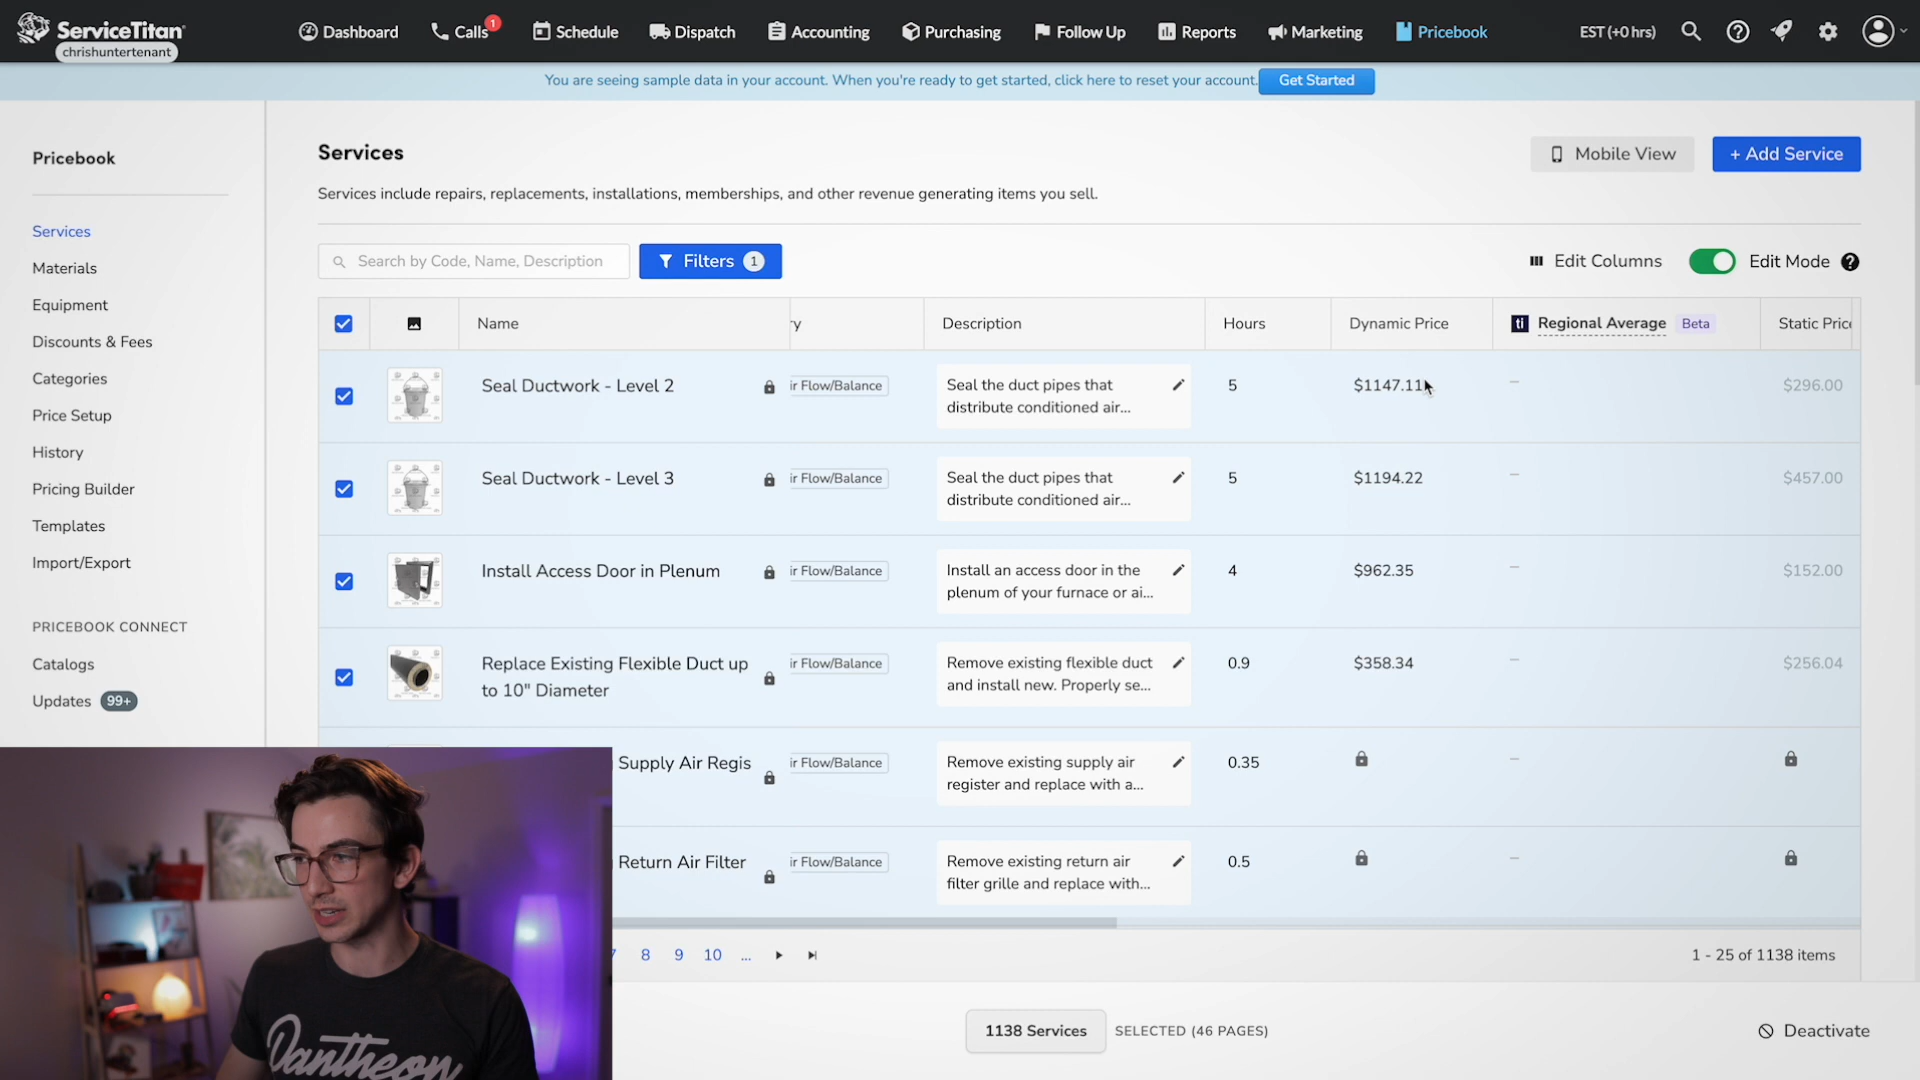 ServiceTitan
chrishuntertenant
Dashboard
Calls 1
Schedule
Dispatch
Accounting
Purchasing
Follow Up
Reports
Marketing
Pricebook
EST (+0 hrs)
You are seeing sample data in your account. When you're ready to get started, click here to reset your account.
Get Started
Pricebook
Services
Materials
Equipment
Discounts & Fees
Categories
Price Setup
History
Pricing Builder
Templates
Import/Export
PRICEBOOK CONNECT
Catalogs
Updates 99+
Services
Mobile View
+ Add Service
Services include repairs, replacements, installations, memberships, and other revenue generating items you sell.
Search by Code, Name, Description
Filters 1
Edit Columns
Edit Mode
Name
ry
Description
Hours
Dynamic Price
ti Regional Average Beta
Static Pric
Seal Ductwork - Level 2
ir Flow/Balance
Seal the duct pipes that
distribute conditioned air...
5
$1147.11
–
$296.00
Seal Ductwork - Level 3
ir Flow/Balance
Seal the duct pipes that
distribute conditioned air...
5
$1194.22
–
$457.00
Install Access Door in Plenum
ir Flow/Balance
Install an access door in the
plenum of your furnace or ai...
4
$962.35
–
$152.00
Replace Existing Flexible Duct up
to 10" Diameter
ir Flow/Balance
Remove existing flexible duct
and install new. Properly se...
0.9
$358.34
–
$256.04
Supply Air Regis
ir Flow/Balance
Remove existing supply air
register and replace with a...
0.35
–
Return Air Filter
ir Flow/Balance
Remove existing return air
filter grille and replace with...
0.5
–
7 8 9 10 ...
1 - 25 of 1138 items
1138 Services
SELECTED (46 PAGES)
Deactivate
Pantheon